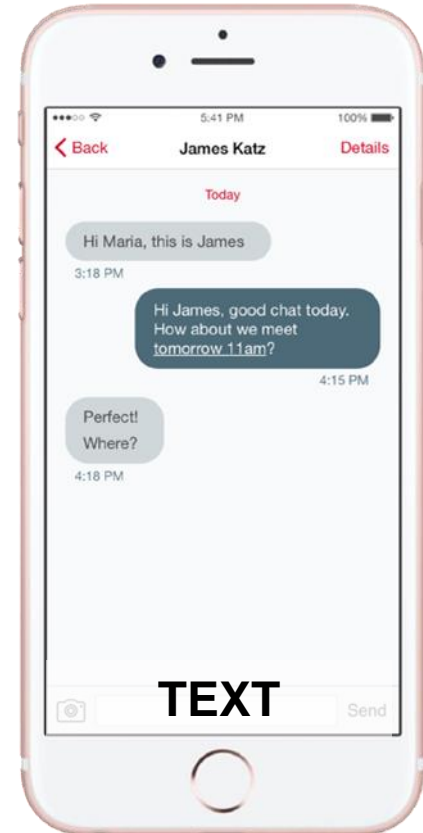 5:41 PM 100%
Back James Katz Details
Today
Hi Maria, this is James
3:18 PM
Hi James, good chat today.
How about we meet
tomorrow 11am?
4:15 PM
Perfect!
Where?
4:18 PM
TEXT Send